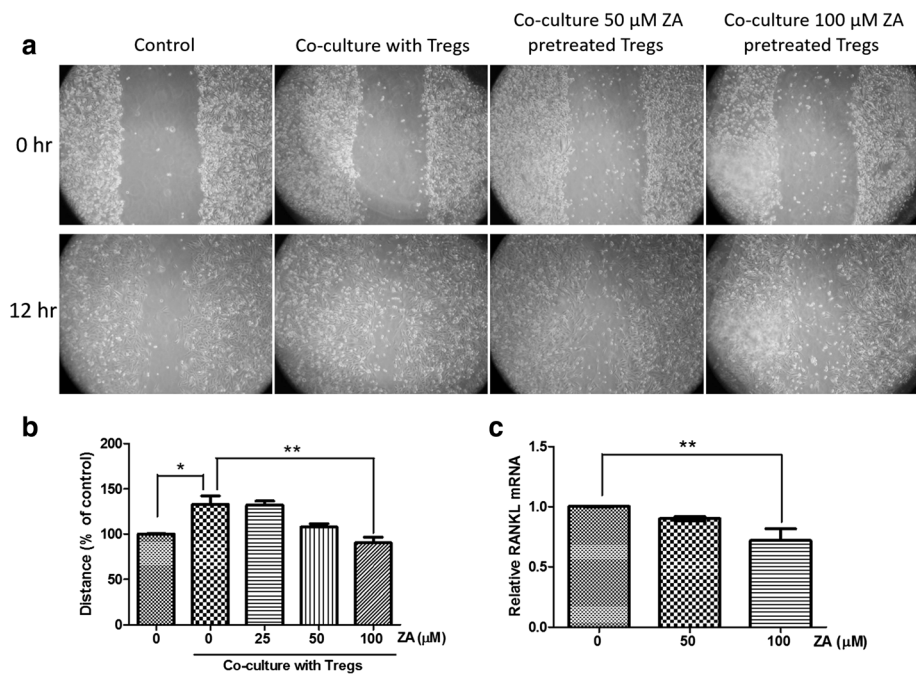 a
Control
Co-culture with Tregs
Co-culture 50 μM ZA
pretreated Tregs
Co-culture 100 μM ZA
pretreated Tregs
0 hr
12 hr
b
Distance (% of control)
200
150
100
50
0
*
**
0 0 25 50 100 ZA (μM)
Co-culture with Tregs
c
Relative RANKL mRNA
1.5
1.0
0.5
0.0
**
0 50 100 ZA (μM)